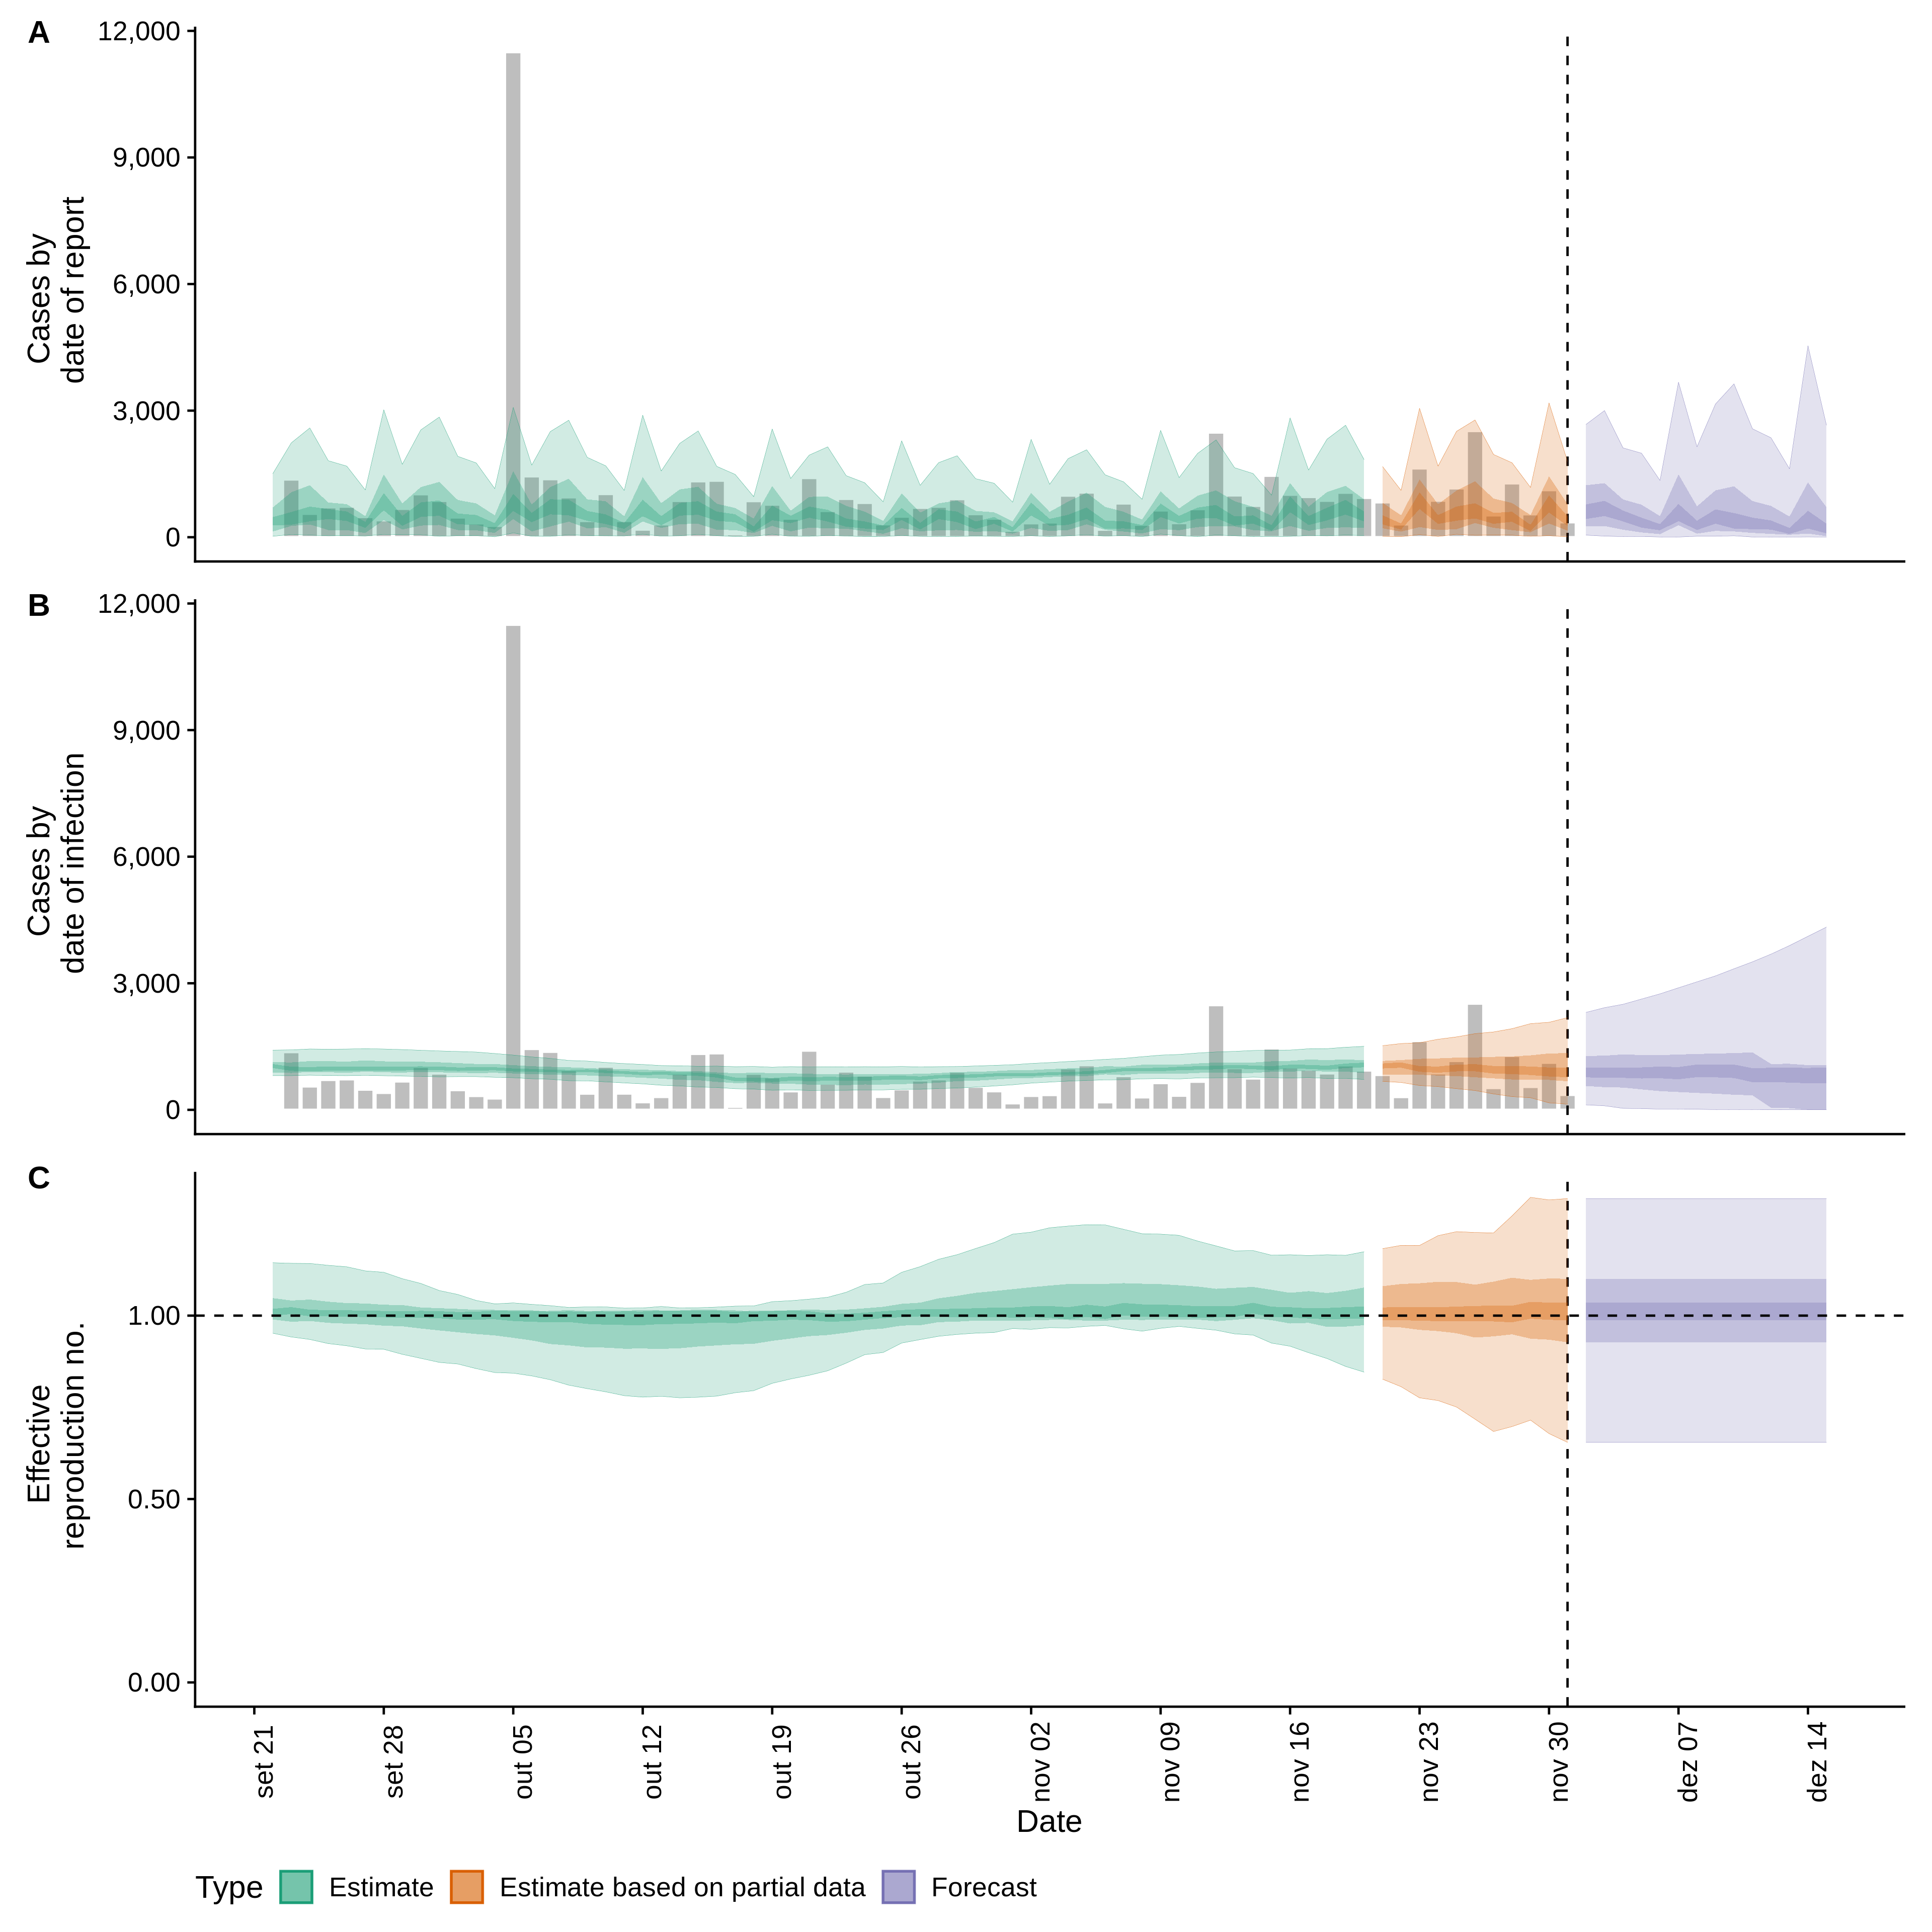 A
12,000
9,000
6,000
3,000
0
Cases by
date of report
B
12,000
9,000
6,000
3,000
0
Cases by
date of infection
C
1.00
0.50
0.00
Effective
reproduction no.
set 21
set 28
out 05
out 12
out 19
out 26
nov 02
nov 09
nov 16
nov 23
nov 30
dez 07
dez 14
Date
Type Estimate Estimate based on partial data Forecast